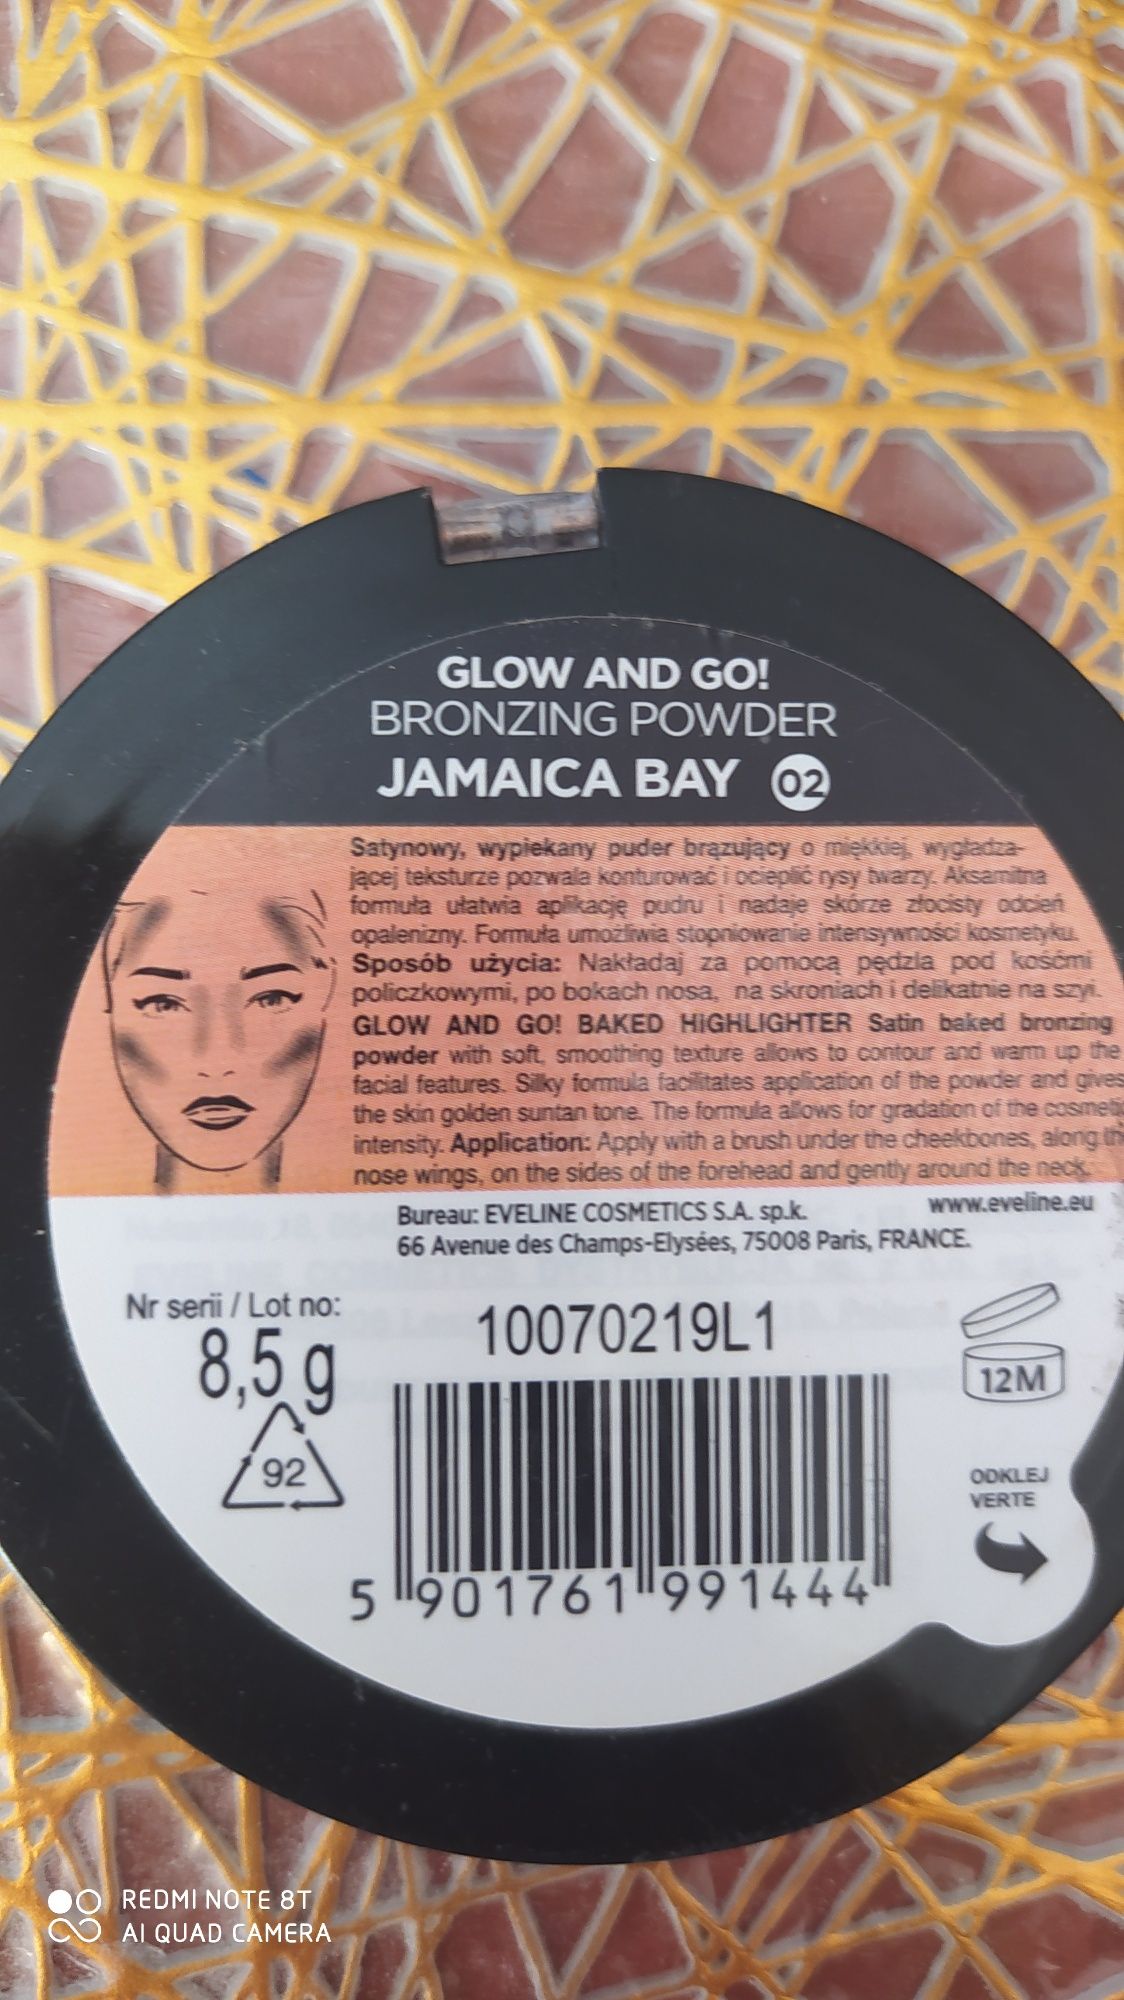 GLOW AND GO!
BRONZING POWDER
JAMAICA BAY 02
Satynowy, wypiekany puder brązujący o miękkiej, wygładza-
jącej teksturze pozwala konturować i ocieplić rysy twarzy. Aksamitna
formuła ułatwia aplikację pudru i nadaje skórze złocisty odcień
opalenizny. Formuła umożliwia stopniowanie intensywności kosmetyku.
Sposób użycia: Nakładaj za pomocą pędzla pod kośćmi
policzkowymi, po bokach nosa, na skroniach i delikatnie na szyi.
GLOW AND GO! BAKED HIGHLIGHTER Satin baked bronzing
powder with soft, smoothing texture allows to contour and warm up the
facial features. Silky formula facilitates application of the powder and gives
the skin golden suntan tone. The formula allows for gradation of the cosmetic
intensity. Application: Apply with a brush under the cheekbones, along the
nose wings, on the sides of the forehead and gently around the neck.
Bureau: EVELINE COSMETICS S.A. sp.k. www.eveline.eu
66 Avenue des Champs-Elysées, 75008 Paris, FRANCE.
Nr serii / Lot no: 10070219L1
8,5 g
12M
92
ODKLEJ
VERTE
5 901761 991444
REDMI NOTE 8T
AI QUAD CAMERA